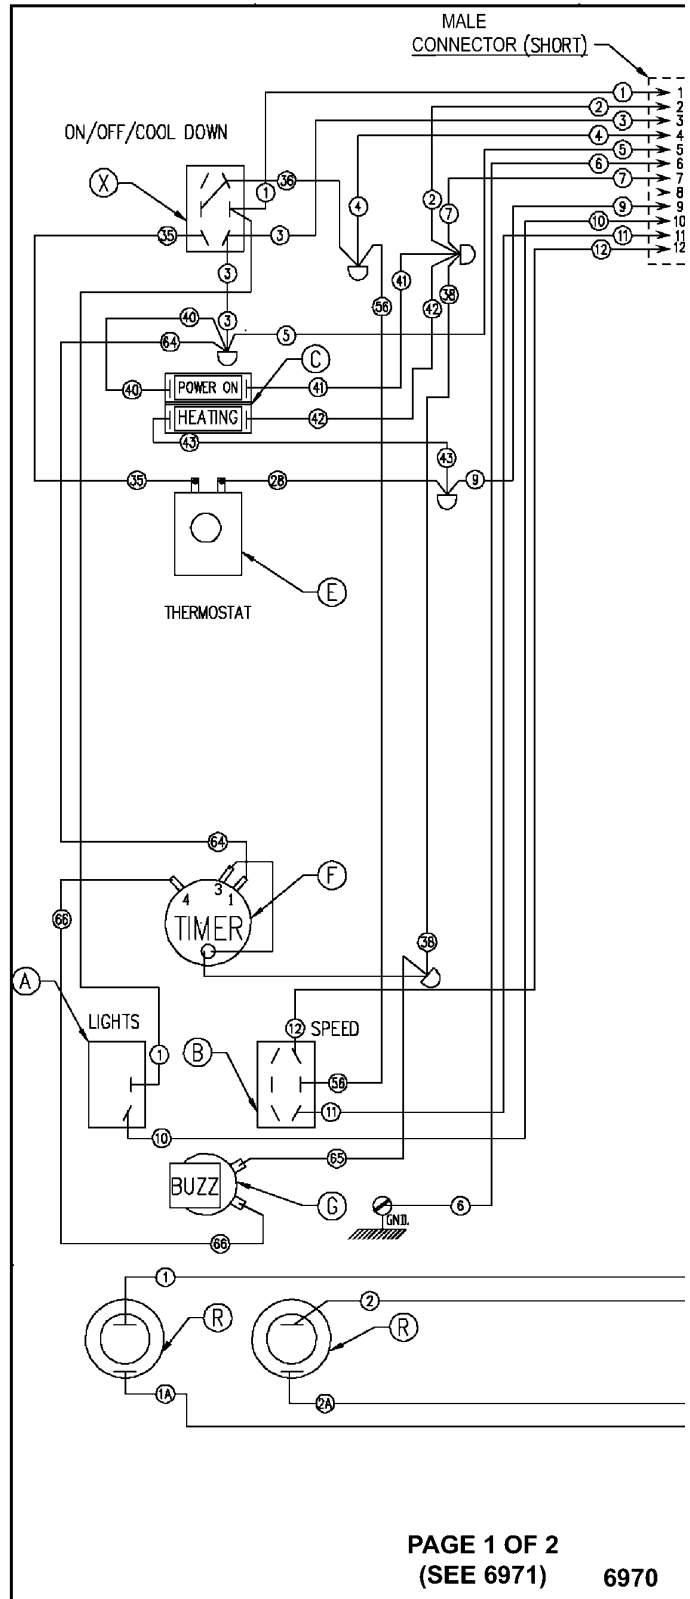 MALE
CONNECTOR (SHORT)
1 1
2 2
ON/OFF/COOL DOWN 3 3
4 4
5 5
6 6
X 1 36 7 7
4 2 7 8
9 9
10 10
35 3 11 11
12 12
3 41 38
40 3 5 56 42
64
C
40 POWER ON 41
HEATING 42
43 43
35 28 9
E
THERMOSTAT
64
3 F
4 1
66 TIMER 38
A 12 SPEED
LIGHTS
1 B 56
11
10
65
BUZZ
G 6
GND.
66
1
2
R R
1A 2A
PAGE 1 OF 2
(SEE 6971) 6970